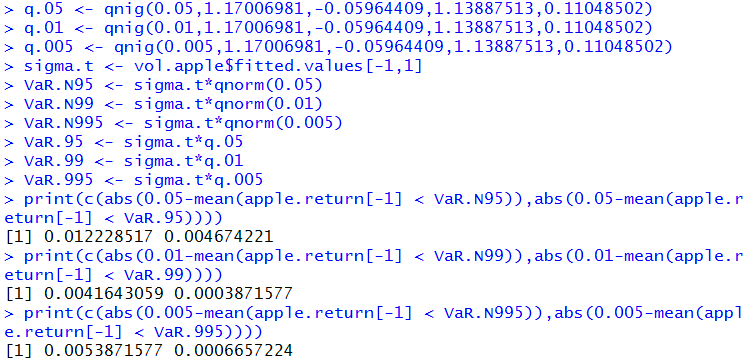 > q.05 <- qnig(0.05,1.17006981,-0.05964409,1.13887513,0.11048502)
> q.01 <- qnig(0.01,1.17006981,-0.05964409,1.13887513,0.11048502)
> q.005 <- qnig(0.005,1.17006981,-0.05964409,1.13887513,0.11048502)
> sigma.t <- vol.apple$fitted.values[-1,1]
> VaR.N95 <- sigma.t*qnorm(0.05)
> VaR.N99 <- sigma.t*qnorm(0.01)
> VaR.N995 <- sigma.t*qnorm(0.005)
> VaR.95 <- sigma.t*q.05
> VaR.99 <- sigma.t*q.01
> VaR.995 <- sigma.t*q.005
> print(c(abs(0.05-mean(apple.return[-1] < VaR.N95)),abs(0.05-mean(apple.r
eturn[-1] < VaR.95))))
[1] 0.012228517 0.004674221
> print(c(abs(0.01-mean(apple.return[-1] < VaR.N99)),abs(0.01-mean(apple.r
eturn[-1] < VaR.99))))
[1] 0.0041643059 0.0003871577
> print(c(abs(0.005-mean(apple.return[-1] < VaR.N995)),abs(0.005-mean(appl
e.return[-1] < VaR.995))))
[1] 0.0053871577 0.0006657224